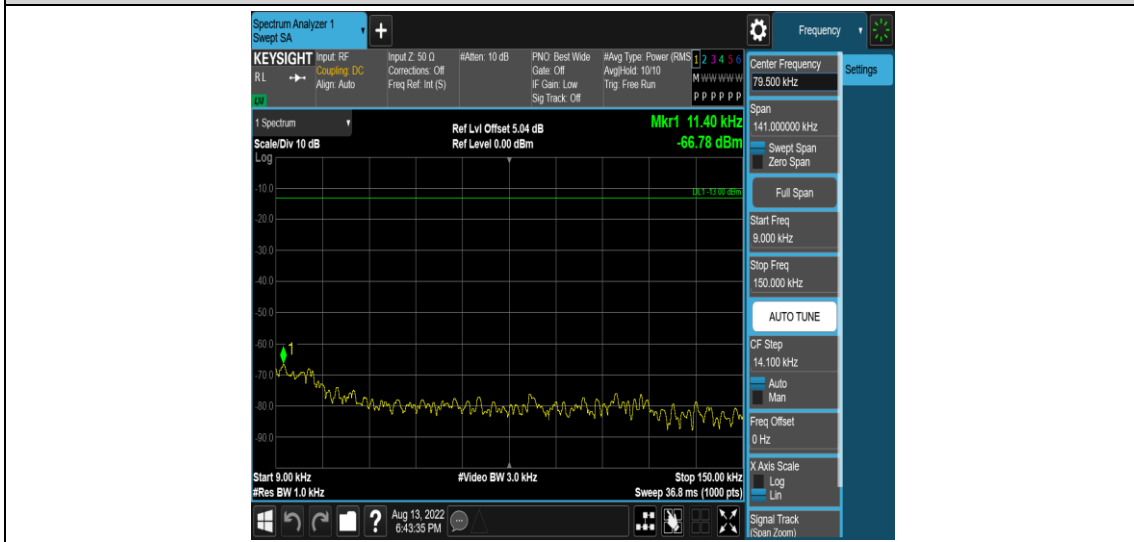 Spectrum Analyzer 1
Swept SA
+
Frequency
KEYSIGHT
RL
LXI
Input: RF
Coupling: DC
Align: Auto
Input Z: 50 Ω
Corrections: Off
Freq Ref: Int (S)
#Atten: 10 dB
PNO: Best Wide
Gate: Off
IF Gain: Low
Sig Track: Off
#Avg Type: Power (RMS
Avg|Hold: 10/10
Trig: Free Run
1 2 3 4 5 6
M W W W W W
P P P P P P
1 Spectrum
Scale/Div 10 dB
Log
Ref Lvl Offset 5.04 dB
Ref Level 0.00 dBm
Mkr1 11.40 kHz
-66.78 dBm
DL1 -13.00 dBm
-10.0
-20.0
-30.0
-40.0
-50.0
-60.0
1
-70.0
-80.0
-90.0
Start 9.00 kHz
#Res BW 1.0 kHz
#Video BW 3.0 kHz
Stop 150.00 kHz
Sweep 36.8 ms (1000 pts)
Center Frequency
79.500 kHz
Settings
Span
141.000000 kHz
Swept Span
Zero Span
Full Span
Start Freq
9.000 kHz
Stop Freq
150.000 kHz
AUTO TUNE
CF Step
14.100 kHz
Auto
Man
Freq Offset
0 Hz
X Axis Scale
Log
Lin
Signal Track
(Span Zoom)
?
Aug 13, 2022
6:43:35 PM